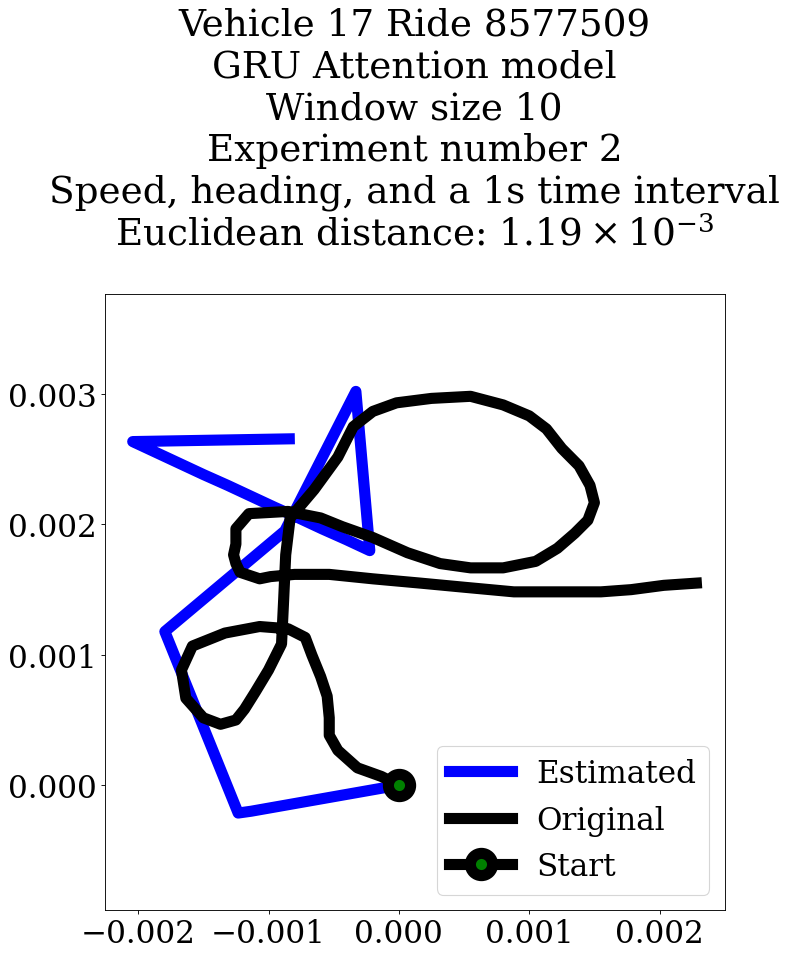 Vehicle 17 Ride 8577509
GRU Attention model
Window size 10
Experiment number 2
Speed, heading, and a 1s time interval
Euclidean distance: 1.19 × 10⁻³
0.003
0.002
0.001
0.000
Estimated
Original
Start
−0.002 −0.001 0.000 0.001 0.002